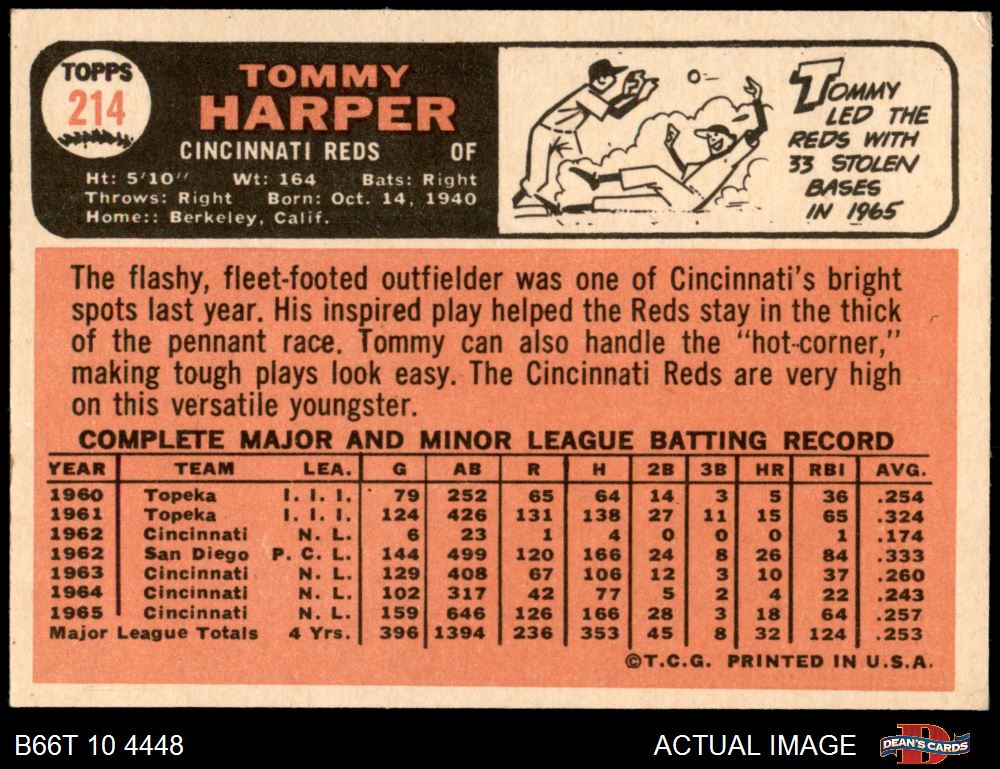 TOPPS
214
TOMMY
HARPER
CINCINNATI REDS OF
Ht: 5'10" Wt: 164 Bats: Right
Throws: Right Born: Oct. 14, 1940
Home:: Berkeley, Calif.
TOMMY
LED THE
REDS WITH
33 STOLEN
BASES
IN 1965
The flashy, fleet-footed outfielder was one of Cincinnati's bright
spots last year. His inspired play helped the Reds stay in the thick
of the pennant race. Tommy can also handle the "hot-corner,"
making tough plays look easy. The Cincinnati Reds are very high
on this versatile youngster.
COMPLETE MAJOR AND MINOR LEAGUE BATTING RECORD
YEAR TEAM LEA. G AB R H 2B 3B HR RBI AVG.
1960 Topeka I. I. I. 79 252 65 64 14 3 5 36 .254
1961 Topeka I. I. I. 124 426 131 138 27 11 15 65 .324
1962 Cincinnati N. L. 6 23 1 4 0 0 0 1 .174
1962 San Diego P. C. L. 144 499 120 166 24 8 26 84 .333
1963 Cincinnati N. L. 129 408 67 106 12 3 10 37 .260
1964 Cincinnati N. L. 102 317 42 77 5 2 4 22 .243
1965 Cincinnati N. L. 159 646 126 166 28 3 18 64 .257
Major League Totals 4 Yrs. 396 1394 236 353 45 8 32 124 .253
©T.C.G. PRINTED IN U.S.A.
B66T 10 4448 ACTUAL IMAGE DEAN'S CARDS